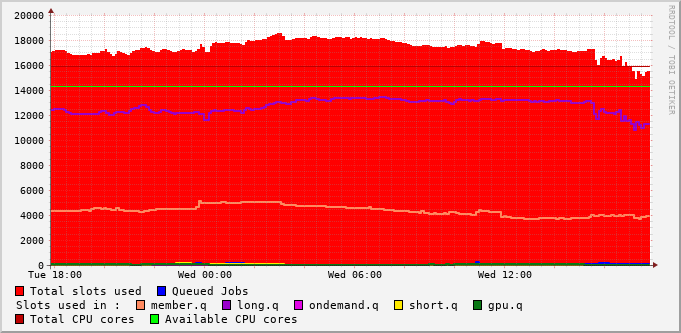 20000
18000
16000
14000
12000
10000
8000
6000
4000
2000
0
Tue 18:00 Wed 00:00 Wed 06:00 Wed 12:00
RRDTOOL / TOBI OETIKER
Total slots used Queued Jobs
Slots used in : member.q long.q ondemand.q short.q gpu.q
Total CPU cores Available CPU cores